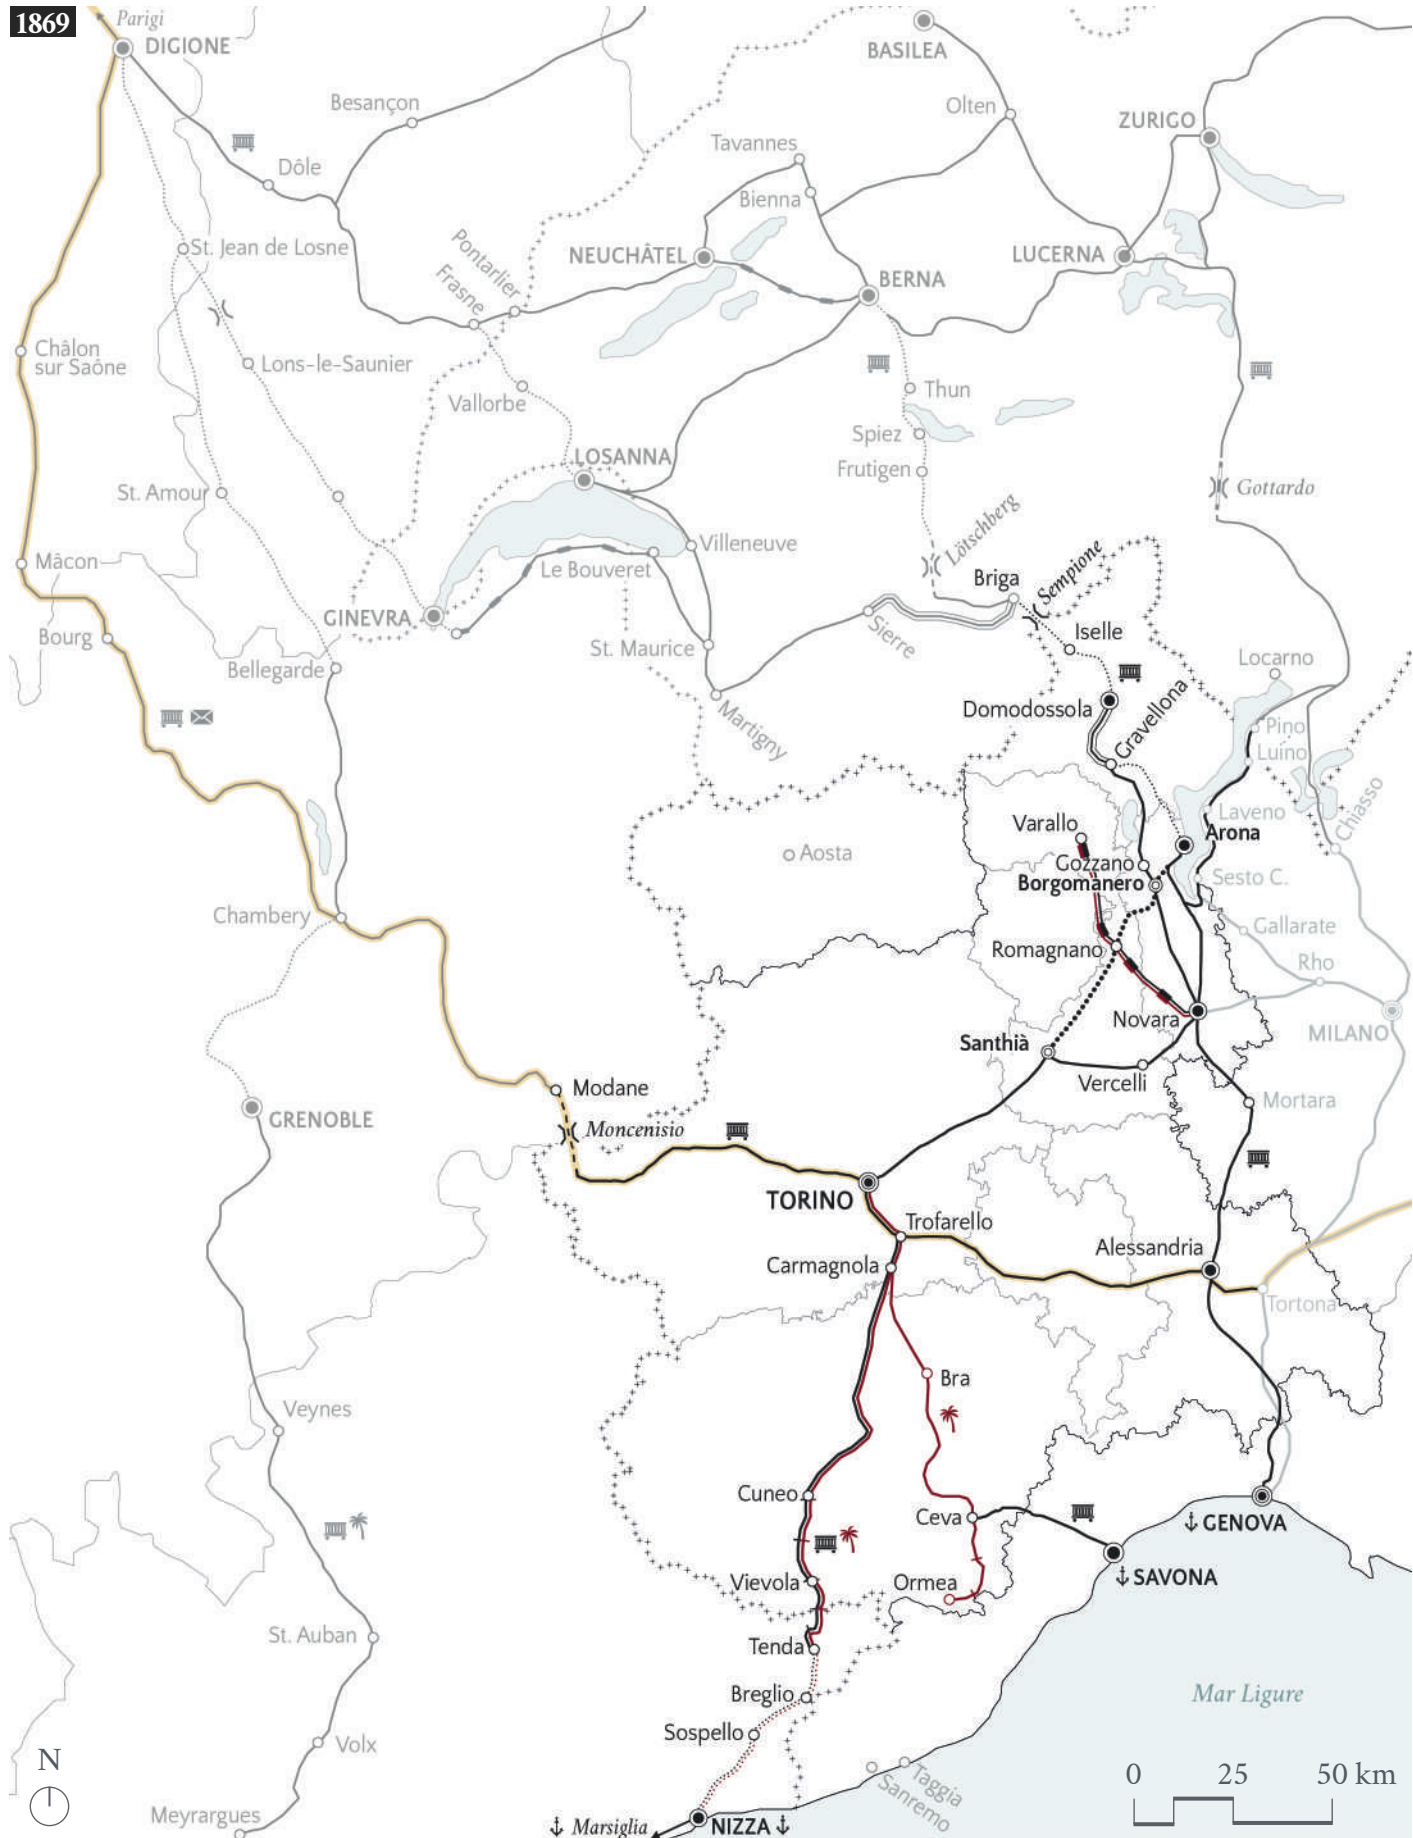 1869
Parigi
DIGIONE
BASILEA
Besançon
Olten
ZURIGO
Tavannes
Dôle
Bienna
St. Jean de Losne
Pontarlier
Frasne
NEUCHÂTEL
LUCERNA
BERNA
Châlon
sur Saône
Lons-le-Saunier
Vallorbe
Thun
Spiez
LOSANNA
Frutigen
St. Amour
Gottardo
Lötschberg
Villeneuve
Mâcon
Le Bouveret
Briga
Sempione
GINEVRA
Bourg
Sierre
Iselle
St. Maurice
Bellegarde
Locarno
Martigny
Domodossola
Gravellona
Pino
Luino
Varallo
Laveno
Chiasso
Arona
Aosta
Gozzano
Borgomanero
Sesto C.
Chambery
Gallarate
Romagnano
Rho
Novara
MILANO
Santhià
Vercelli
Modane
Mortara
GRENOBLE
Moncenisio
TORINO
Trofarello
Alessandria
Carmagnola
Tortona
Bra
Veynes
Cuneo
Ceva
GENOVA
Vievola
Ormea
SAVONA
St. Auban
Tenda
Breglio
Mar Ligure
Sospello
Volx
N
Taggia
Sanremo
0 25 50 km
Meyrargues
Marsiglia
NIZZA